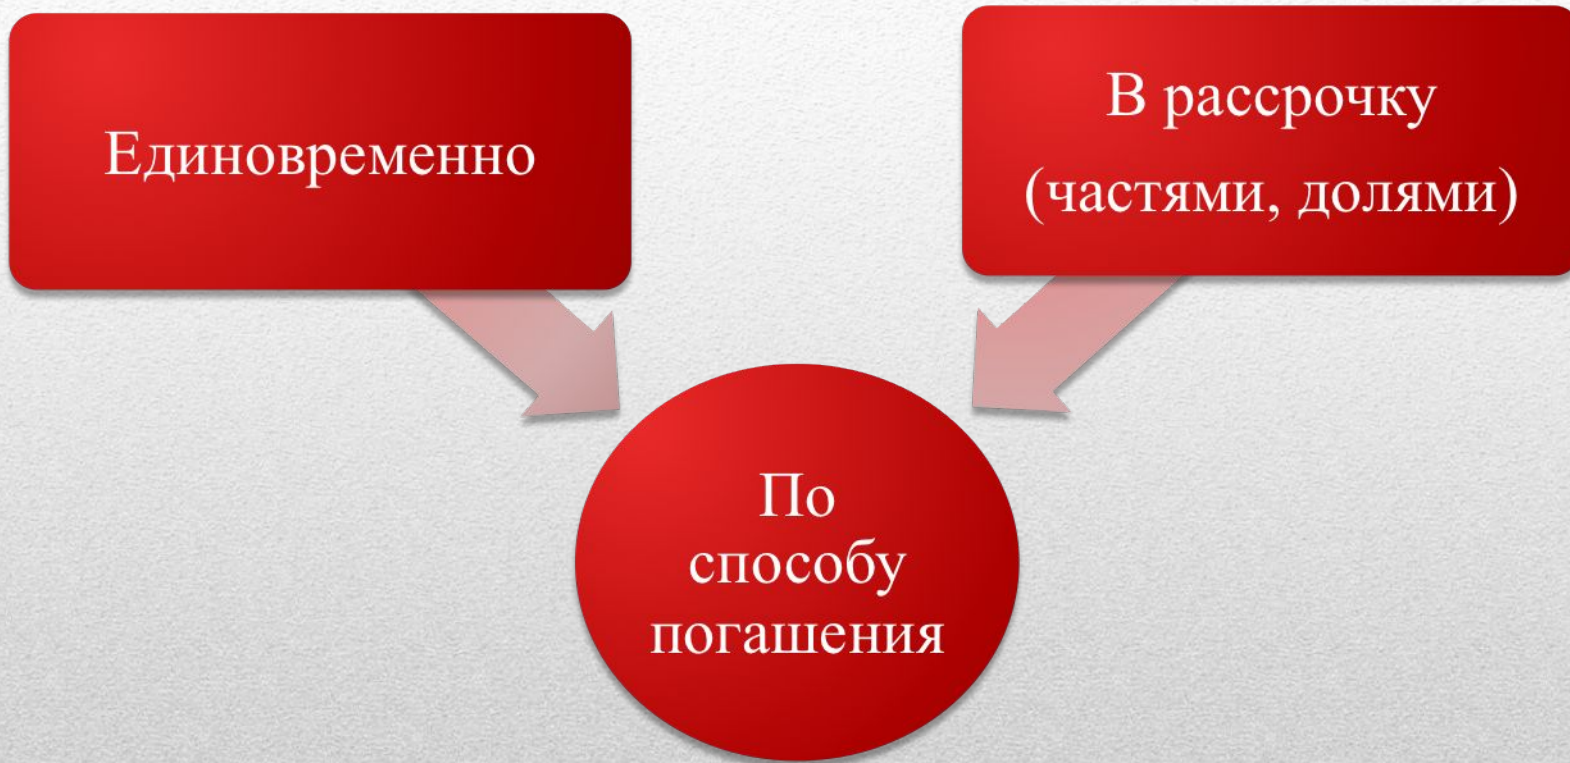 Единовременно
В рассрочку
(частями, долями)
По
способу
погашения